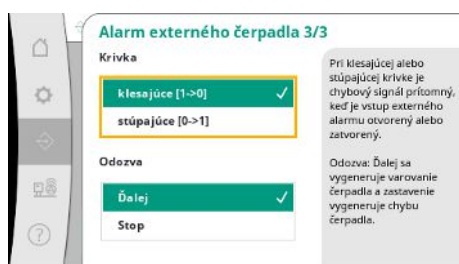 Alarm externého čerpadla 3/3
Krivka
klesajúce [1->0]
stúpajúce [0->1]
Odozva
Ďalej
Stop
Pri klesajúcej alebo
stúpajúcej krivke je
chybový signál prítomný,
keď je vstup externého
alarmu otvorený alebo
zatvorený.
Odozva: Ďalej sa
vygeneruje varovanie
čerpadla a zastavenie
vygeneruje chybu
čerpadla.